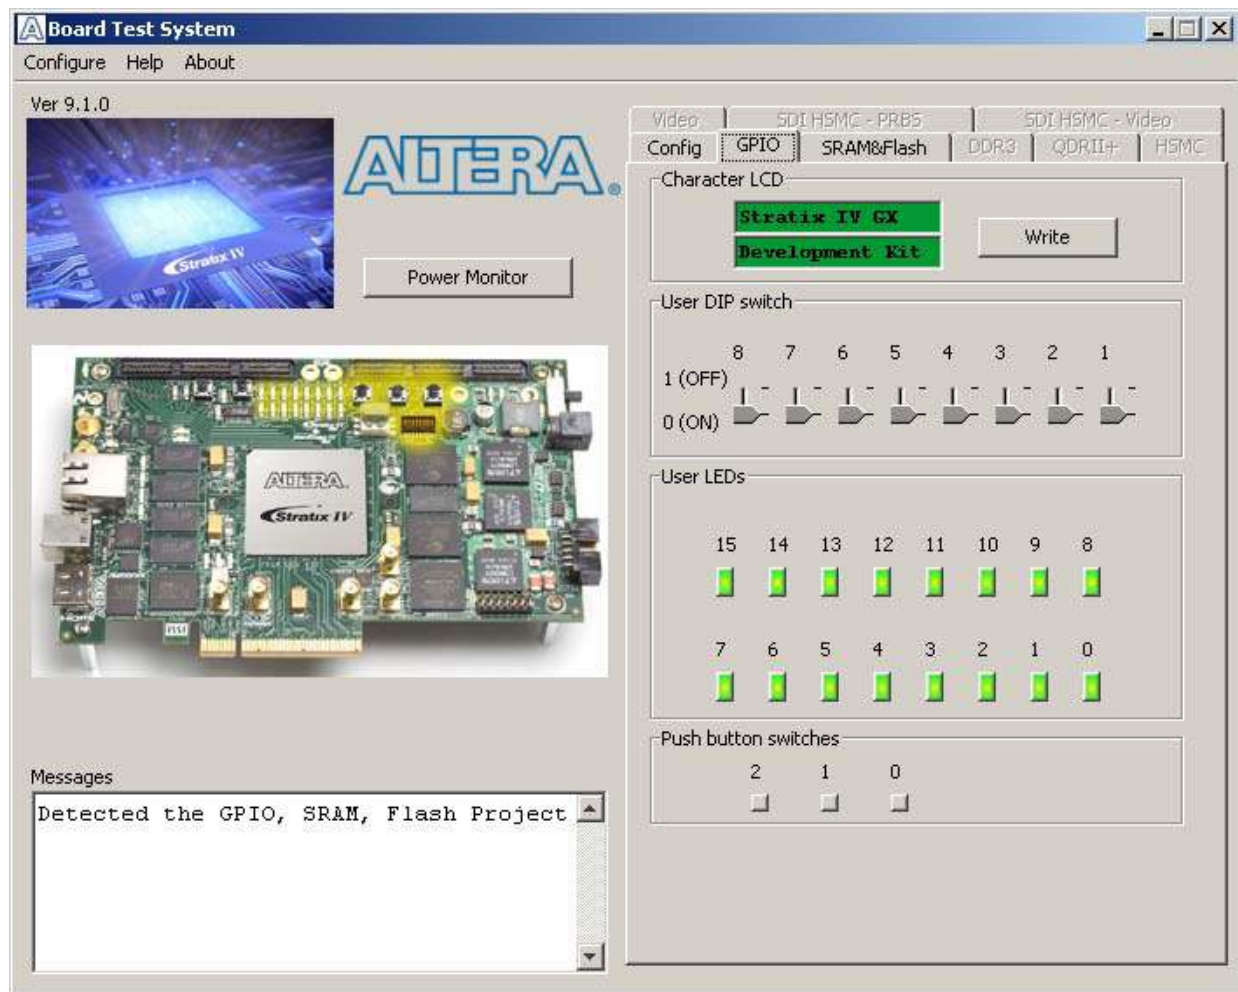 Board Test System
Configure Help About
Ver 9.1.0
Stratix IV
ALTERA
Power Monitor
ALTERA
Stratix IV
Messages
Detected the GPIO, SRAM, Flash Project
Video SDI HSMC - PRBS SDI HSMC - Video
Config GPIO SRAM&Flash DDR3 QDRII+ HSMC
Character LCD
Stratix IV GX
Development Kit
Write
User DIP switch
8 7 6 5 4 3 2 1
1 (OFF)
0 (ON)
User LEDs
15 14 13 12 11 10 9 8
7 6 5 4 3 2 1 0
Push button switches
2 1 0